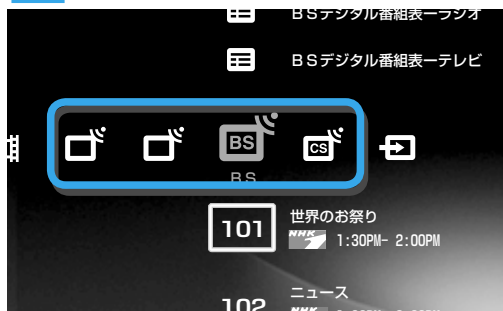 BSデジタル番組表ーラジオ
BSデジタル番組表ーテレビ
BS
CS
BS
101
世界のお祭り
NHK
1:30PM- 2:00PM
102
ニュース
NHK